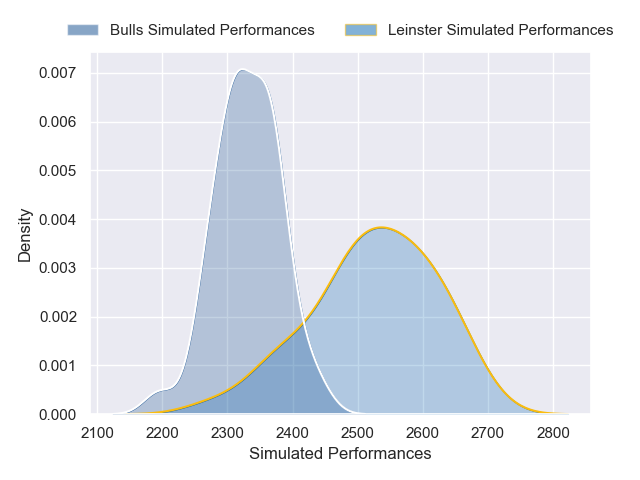 Bulls Simulated Performances
Leinster Simulated Performances
0.007
0.006
0.005
0.004
0.003
0.002
0.001
0.000
Density
2100 2200 2300 2400 2500 2600 2700 2800
Simulated Performances